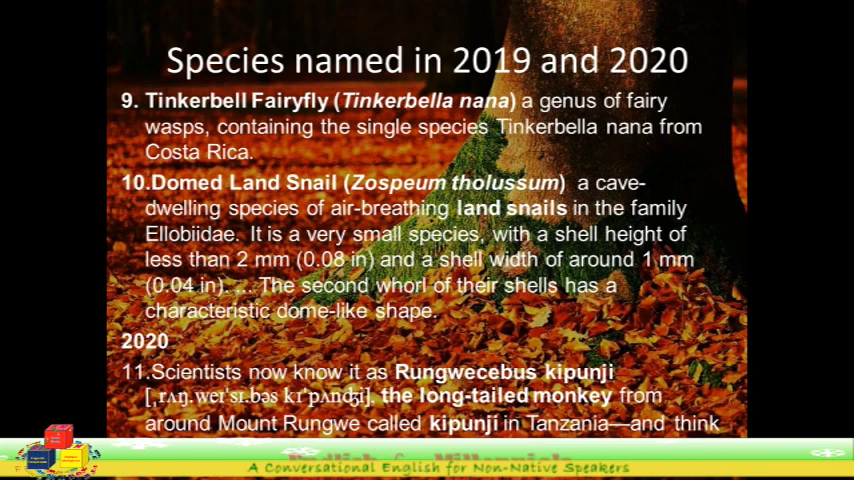 Species named in 2019 and 2020
9. Tinkerbell Fairyfly (Tinkerbella nana) a genus of fairy
wasps, containing the single species Tinkerbella nana from
Costa Rica.
10.Domed Land Snail (Zospeum tholussum) a cave-
dwelling species of air-breathing land snails in the family
Ellobiidae. It is a very small species, with a shell height of
less than 2 mm (0.08 in) and a shell width of around 1 mm
(0.04 in). ... The second whorl of their shells has a
characteristic dome-like shape.
2020
11.Scientists now know it as Rungwecebus kipunji
[ˌrʌŋ.weɪˈsɪ.bəs kɪˈpʌnʤi], the long-tailed monkey from
around Mount Rungwe called kipunji in Tanzania—and think
A Conversational English for Non-Native Speakers